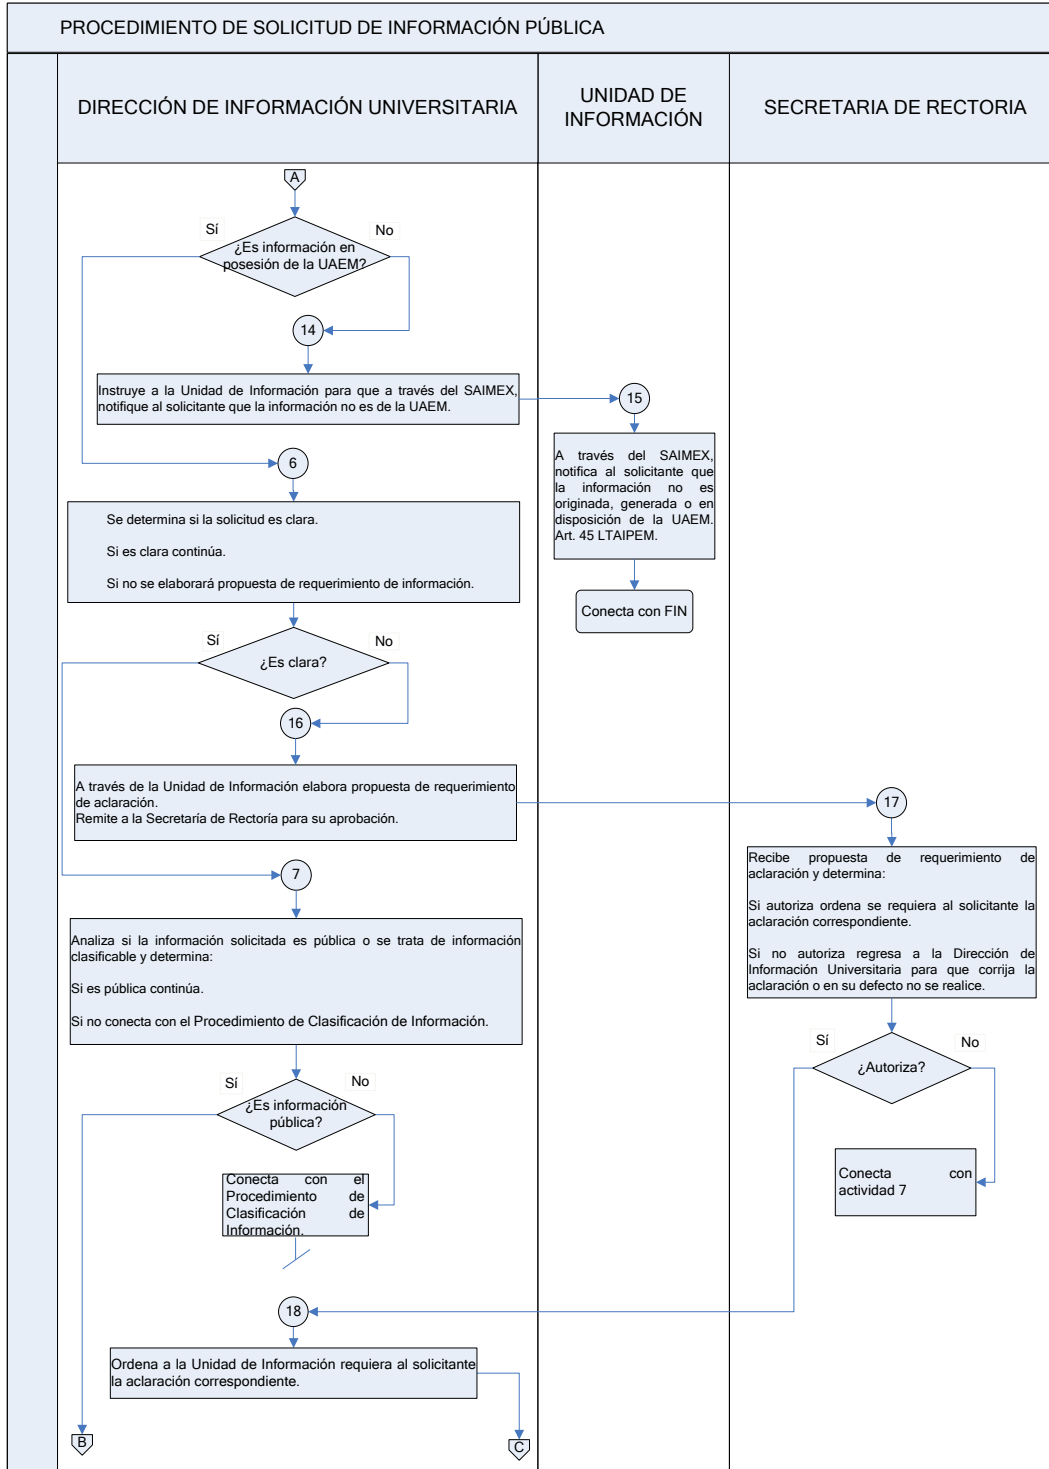 PROCEDIMIENTO DE SOLICITUD DE INFORMACIÓN PÚBLICA
DIRECCIÓN DE INFORMACIÓN UNIVERSITARIA
UNIDAD DE
INFORMACIÓN
SECRETARIA DE RECTORIA
A
Sí
No
¿Es información en
posesión de la UAEM?
14
Instruye a la Unidad de Información para que a través del SAIMEX,
notifique al solicitante que la información no es de la UAEM.
15
A través del SAIMEX,
notifica al solicitante que
la información no es
originada, generada o en
disposición de la UAEM.
Art. 45 LTAIPEM.
Conecta con FIN
6
Se determina si la solicitud es clara.
Si es clara continúa.
Si no se elaborará propuesta de requerimiento de información.
Sí
No
¿Es clara?
16
A través de la Unidad de Información elabora propuesta de requerimiento
de aclaración.
Remite a la Secretaría de Rectoría para su aprobación.
17
Recibe propuesta de requerimiento de
aclaración y determina:
Si autoriza ordena se requiera al solicitante la
aclaración correspondiente.
Si no autoriza regresa a la Dirección de
Información Universitaria para que corrija la
aclaración o en su defecto no se realice.
7
Analiza si la información solicitada es pública o se trata de información
clasificable y determina:
Si es pública continúa.
Si no conecta con el Procedimiento de Clasificación de Información.
Sí
No
¿Autoriza?
Conecta con
actividad 7
Sí
No
¿Es información
pública?
Conecta con el
Procedimiento de
Clasificación de
Información.
18
Ordena a la Unidad de Información requiera al solicitante
la aclaración correspondiente.
B
C